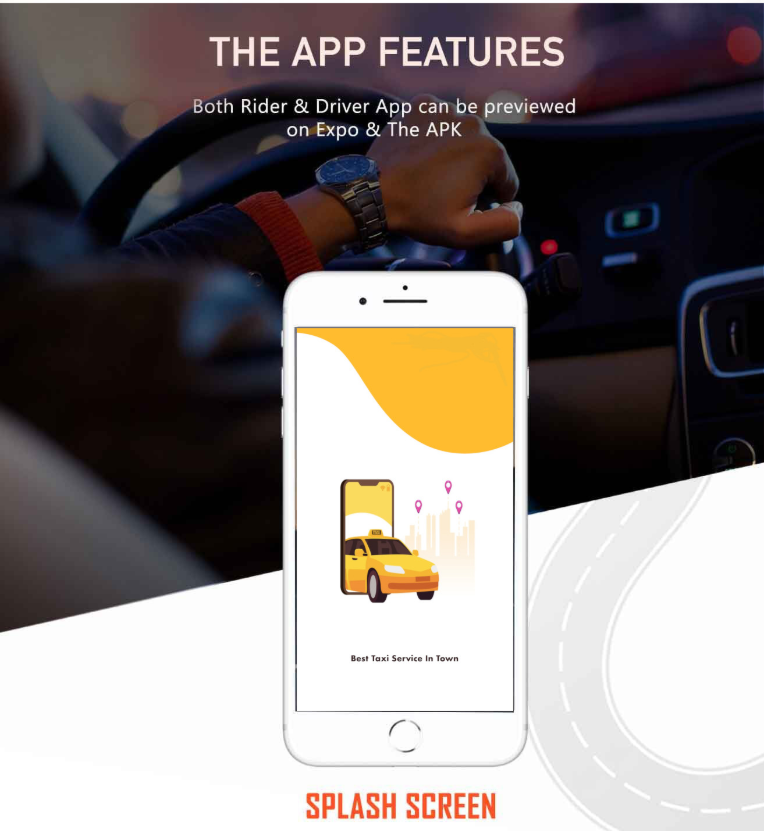 THE APP FEATURES
Both Rider & Driver App can be previewed
on Expo & The APK
TAXI
Best Taxi Service In Town
SPLASH SCREEN